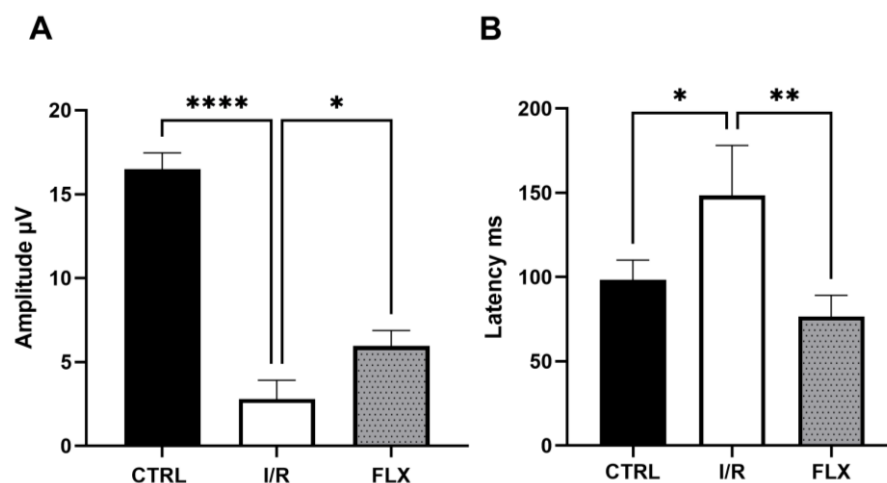 A
Amplitude µV
20
15
10
5
0
**** *
CTRL I/R FLX
B
Latency ms
200
150
100
50
0
* **
CTRL I/R FLX